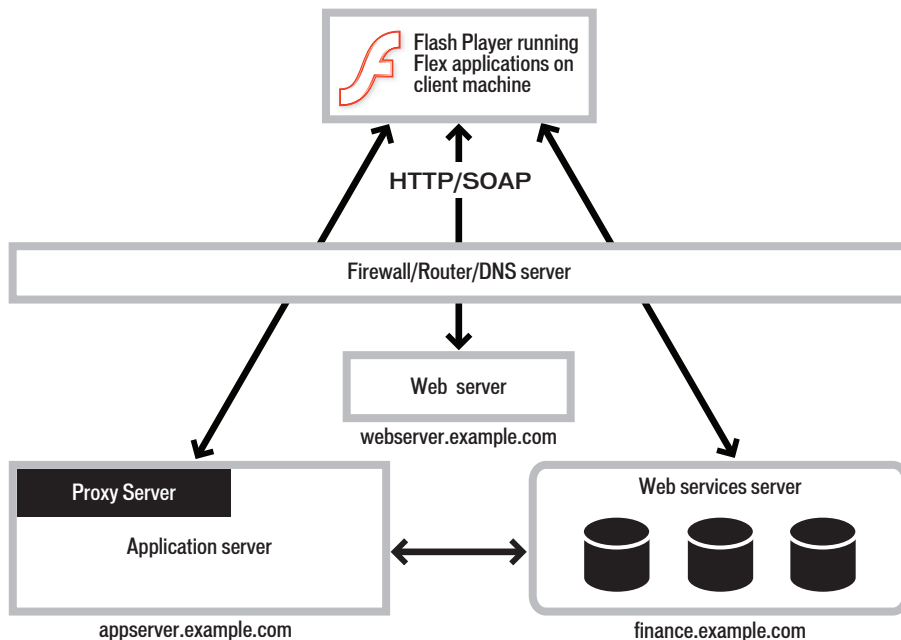 Flash Player running
Flex applications on
client machine
HTTP/SOAP
Firewall/Router/DNS server
Web server
webserver.example.com
Proxy Server
Application server
appserver.example.com
Web services server
finance.example.com